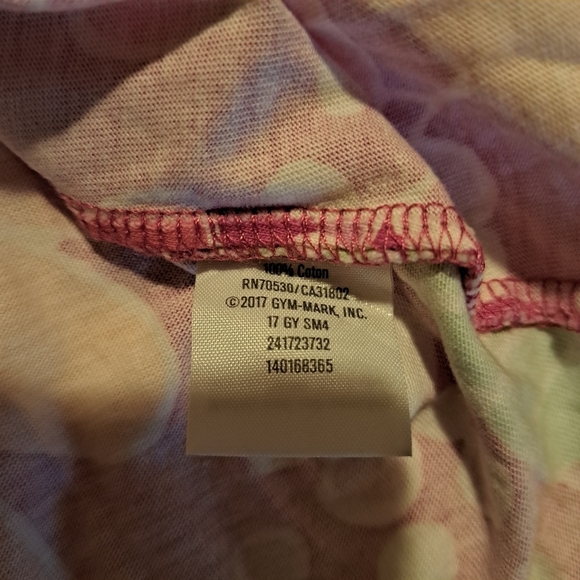 100% Coton
RN70530/CA31802
©2017 GYM-MARK, INC.
17 GY SM4
241723732
140168365